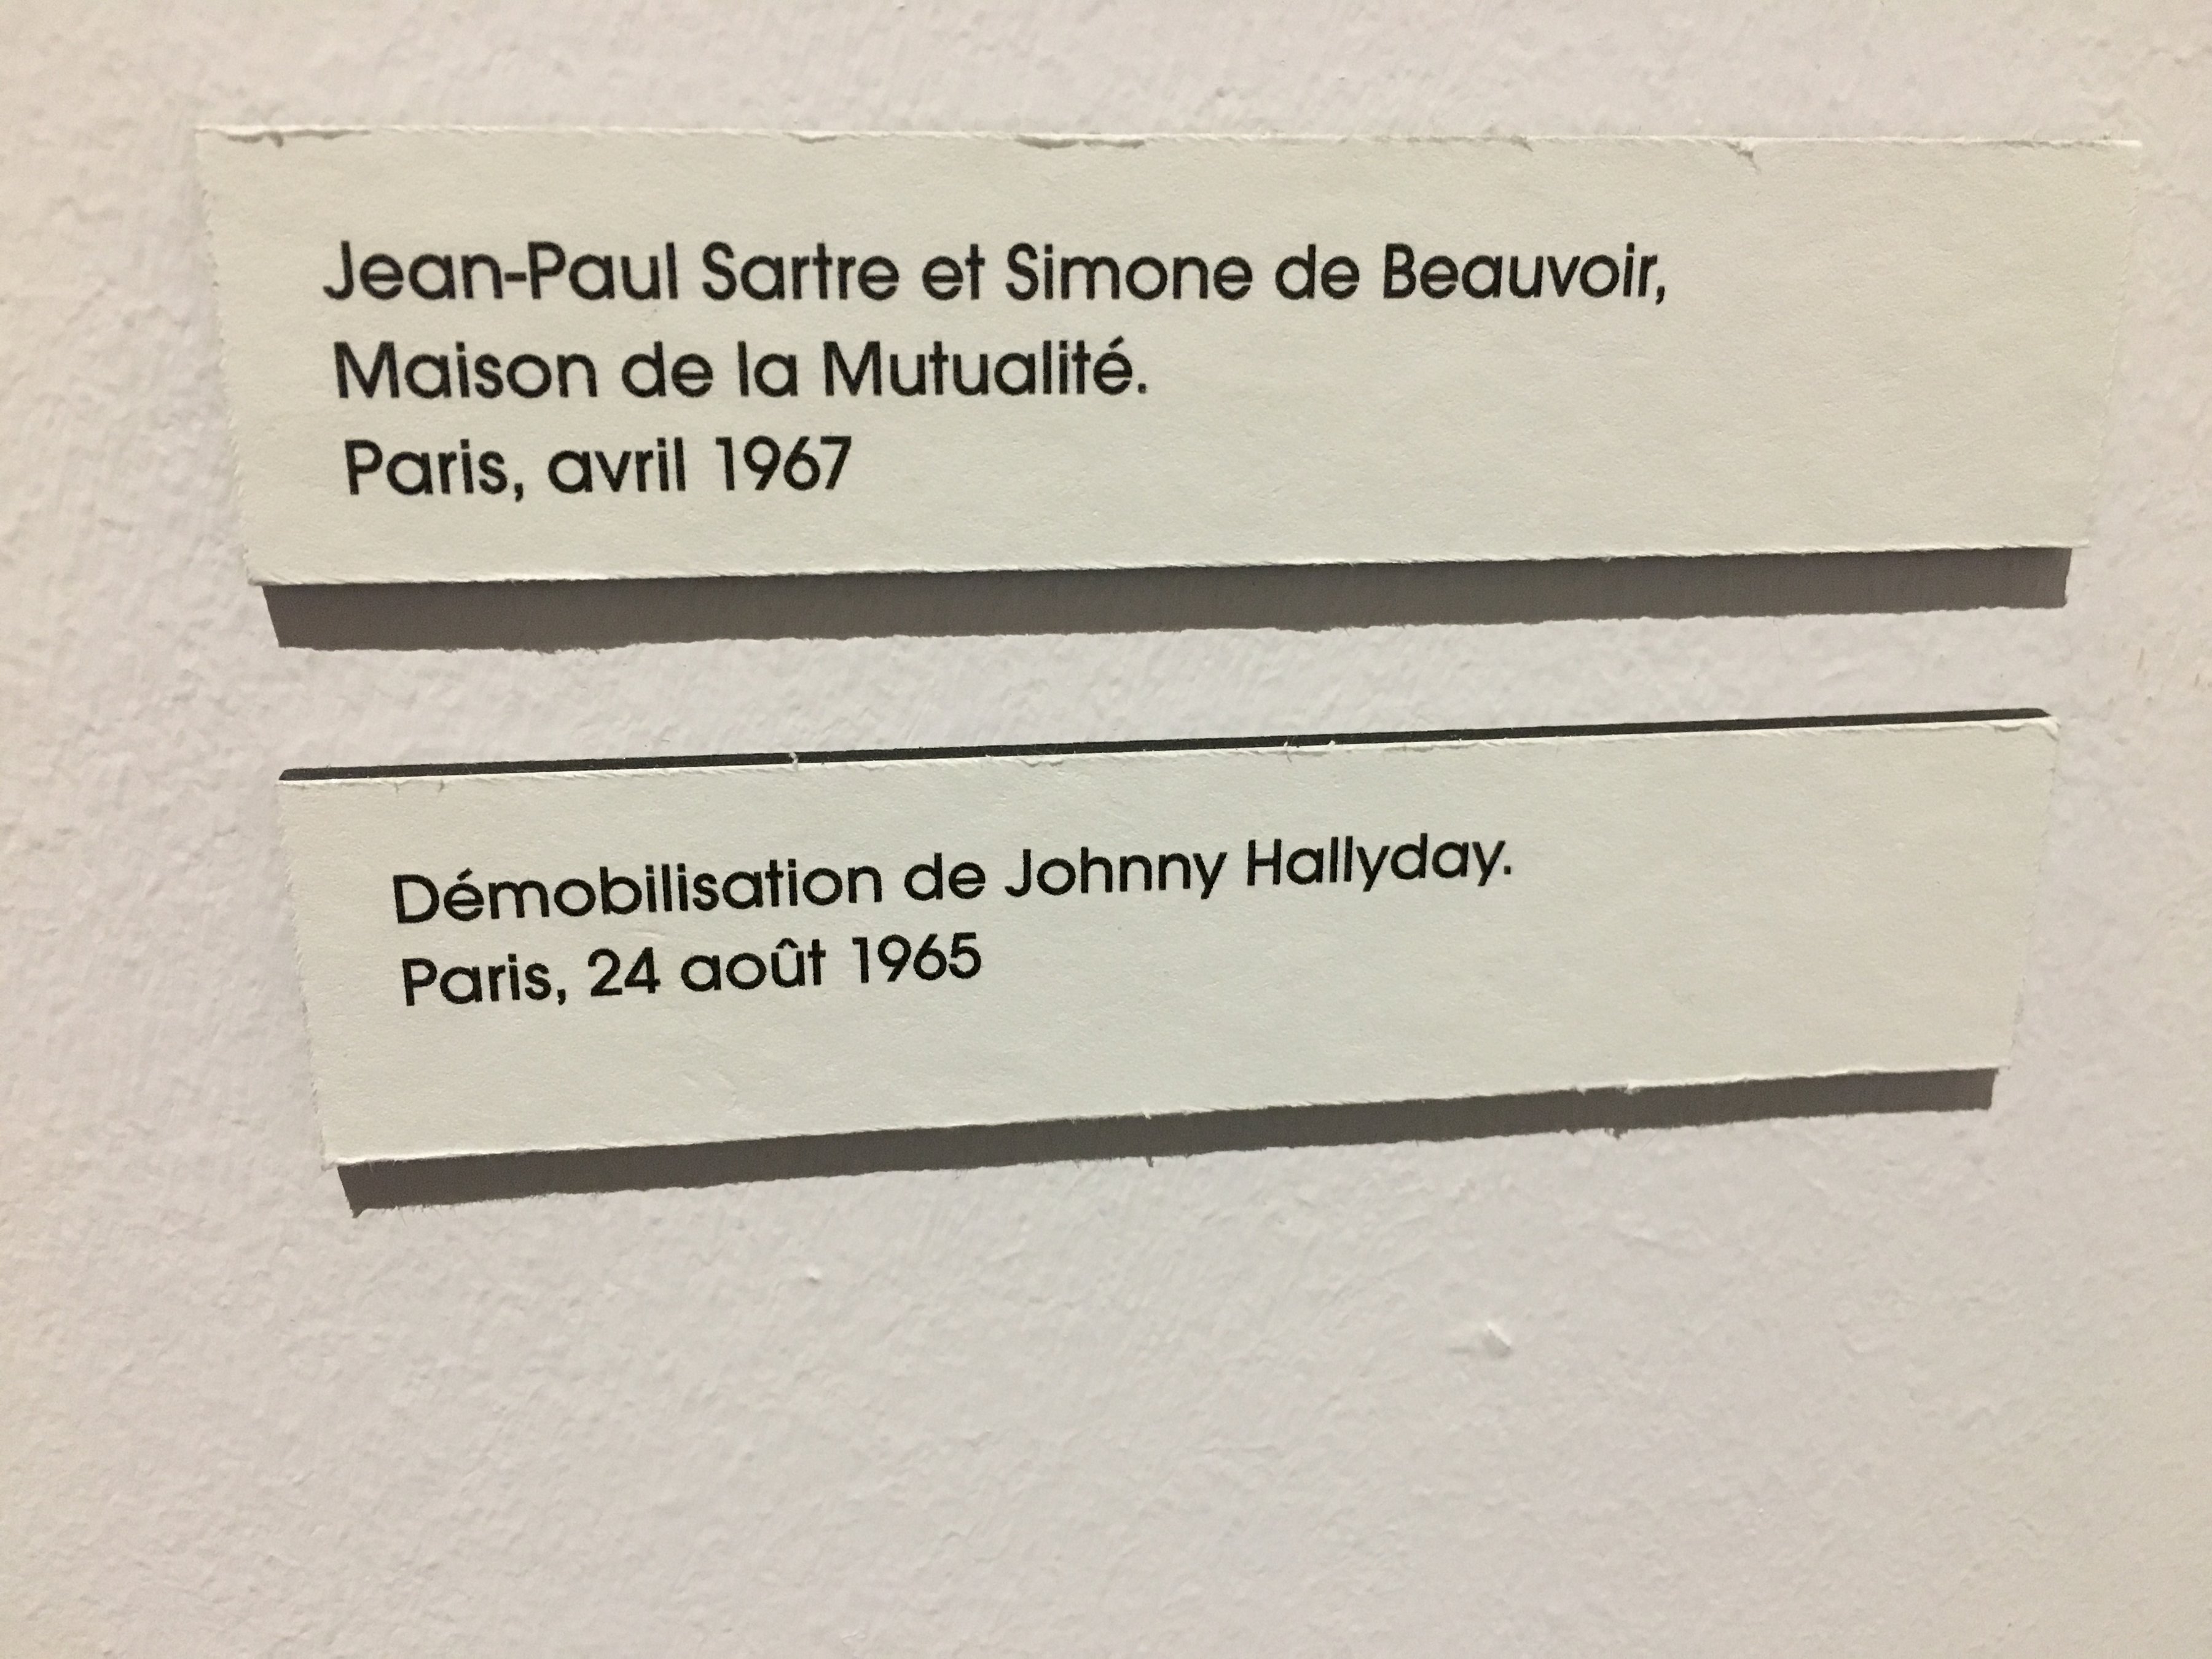 Jean-Paul Sartre et Simone de Beauvoir,
Maison de la Mutualité.
Paris, avril 1967
Démobilisation de Johnny Hallyday.
Paris, 24 août 1965